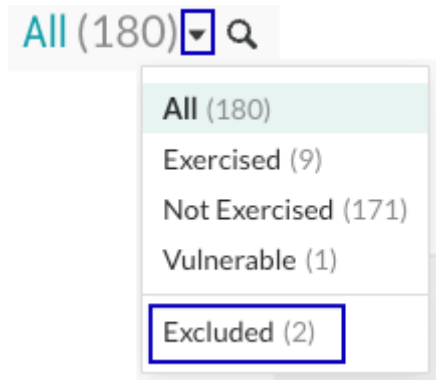 All (180)
All (180)
Exercised (9)
Not Exercised (171)
Vulnerable (1)
Excluded (2)